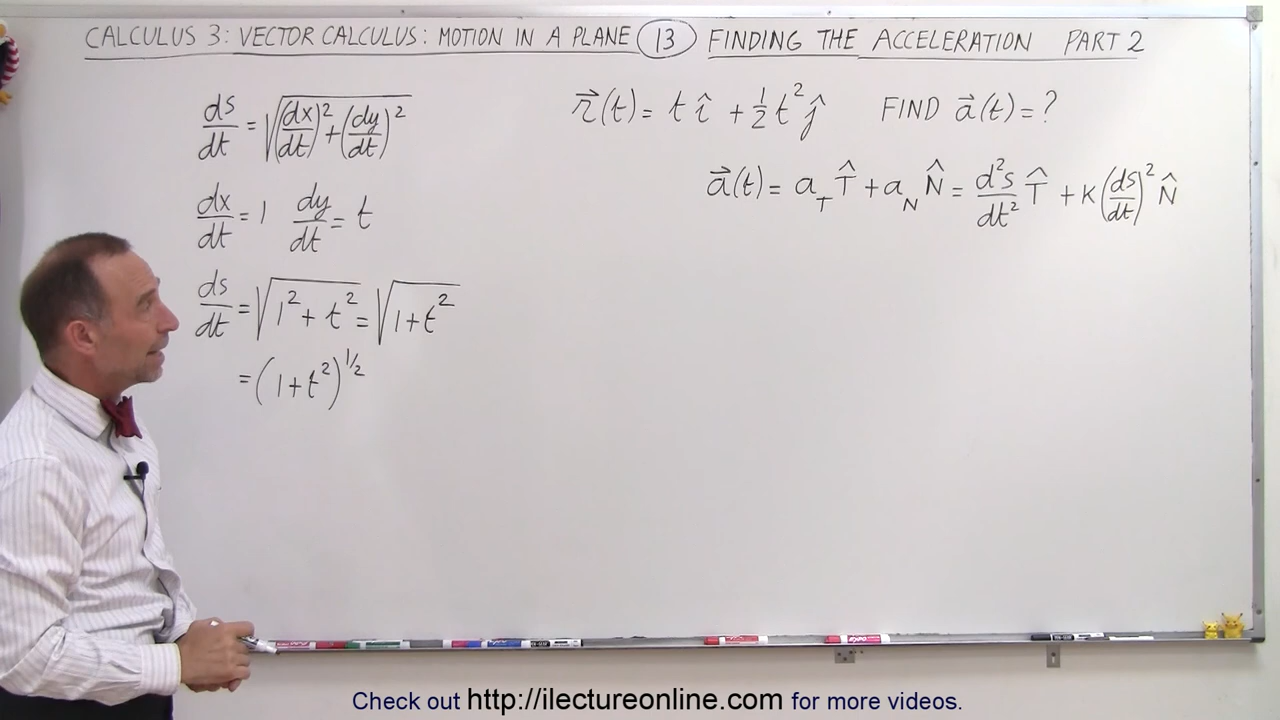 CALCULUS 3: VECTOR CALCULUS: MOTION IN A PLANE 13 FINDING THE ACCELERATION PART 2
ds/dt = √((dx/dt)² + (dy/dt)²)
dx/dt = 1 dy/dt = t
ds/dt = √(1² + t²) = √(1+t²)
= (1+t²)^1/2
r⃗(t) = t î + 1/2 t² ĵ FIND a⃗(t) = ?
a⃗(t) = a_T T̂ + a_N N̂ = d²s/dt² T̂ + K(ds/dt)² N̂
Check out http://ilectureonline.com for more videos.